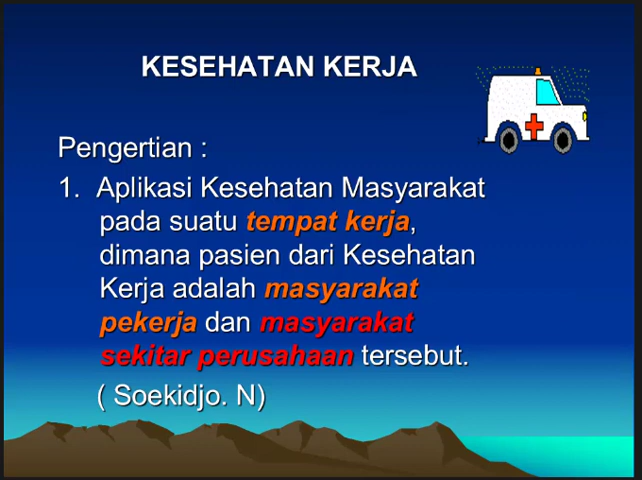 KESEHATAN KERJA
Pengertian :
1. Aplikasi Kesehatan Masyarakat
pada suatu tempat kerja,
dimana pasien dari Kesehatan
Kerja adalah masyarakat
pekerja dan masyarakat
sekitar perusahaan tersebut.
( Soekidjo. N)